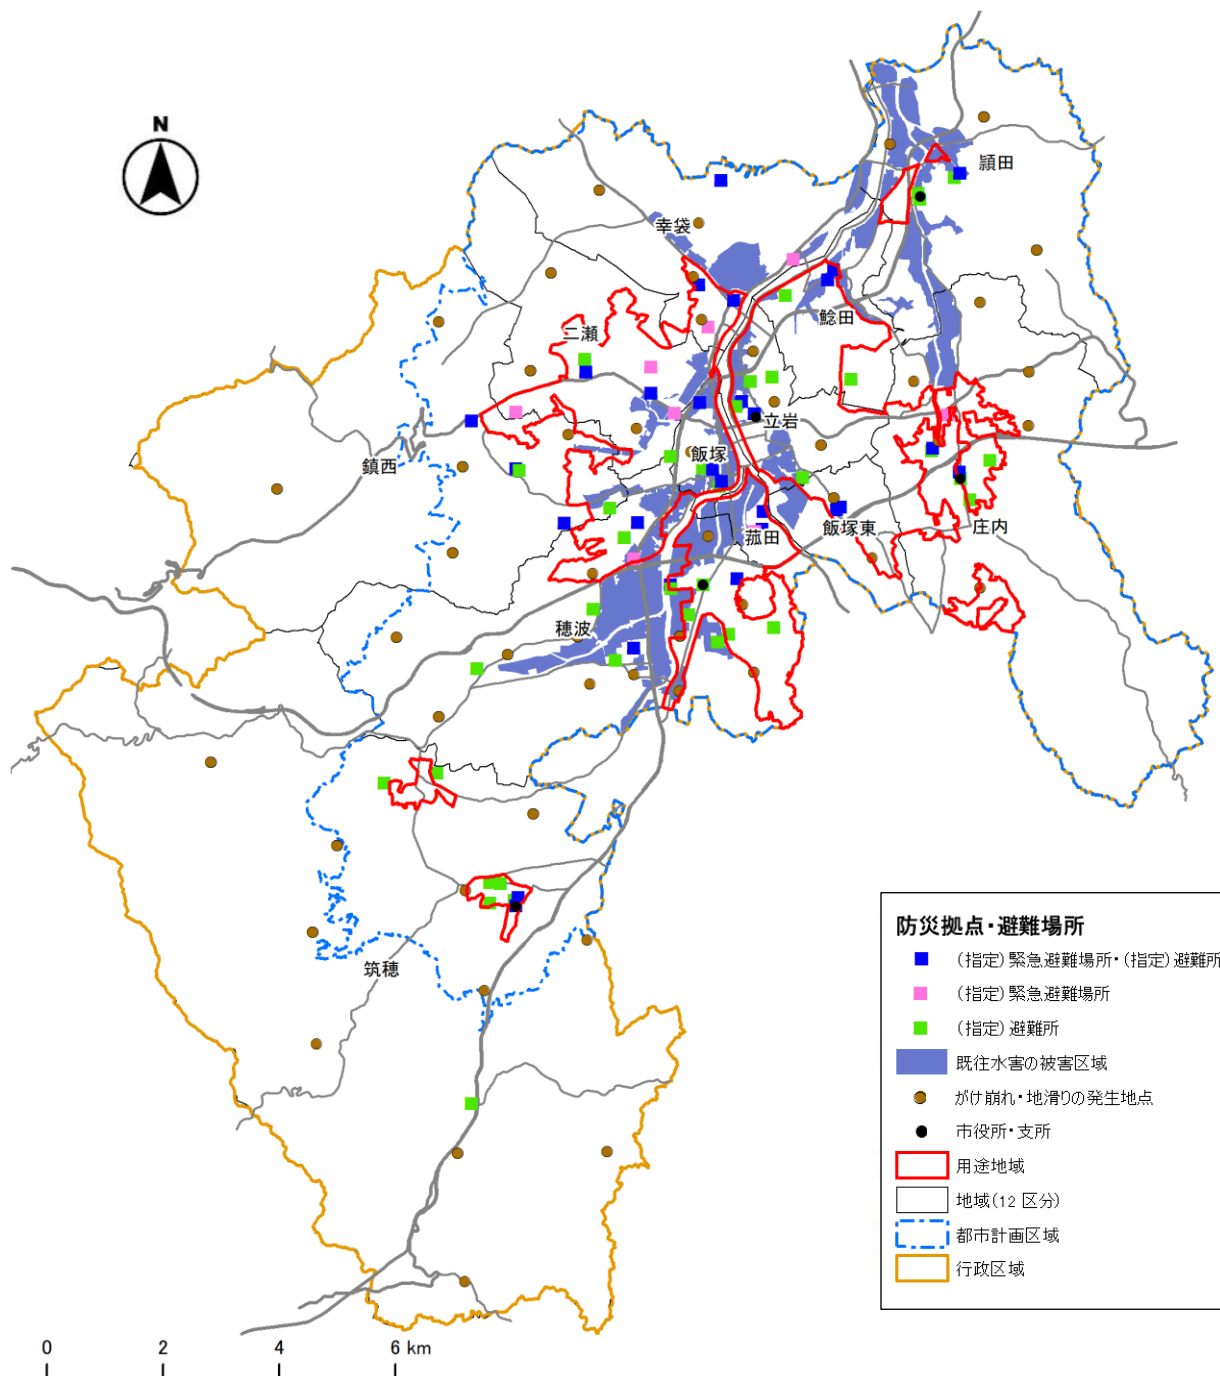 N
頴田
幸袋
鯰田
二瀬
立岩
飯塚
鎮西
飯塚東
庄内
菰田
穂波
筑穂
防災拠点・避難場所
(指定)緊急避難場所・(指定)避難所
(指定)緊急避難場所
(指定)避難所
既往水害の被害区域
がけ崩れ・地滑りの発生地点
市役所・支所
用途地域
地域(12 区分)
都市計画区域
行政区域
0 2 4 6 km